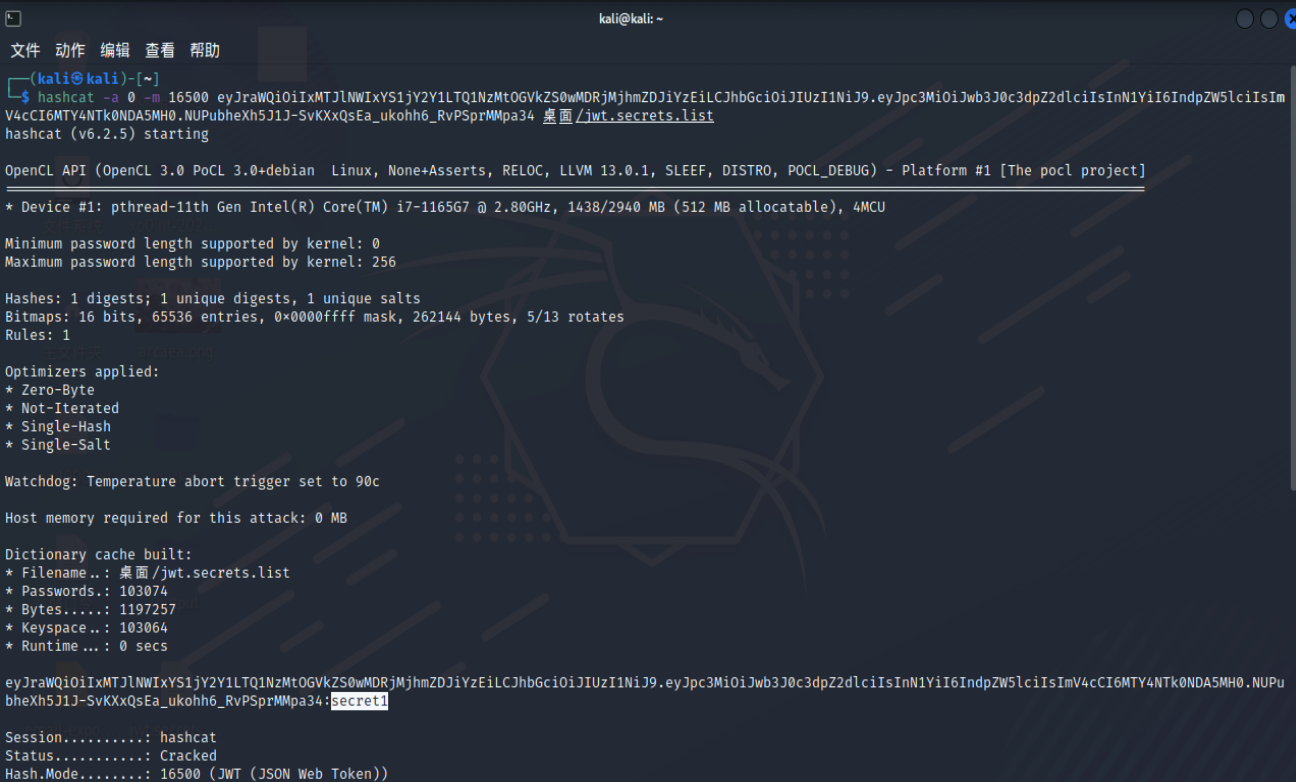 kali@kali: ~
文件 动作 编辑 查看 帮助
(kali㉿kali)-[~]
$ hashcat -a 0 -m 16500 eyJraWQiOiIxMTJlNWIxYS1jY2Y1LTQ1NzMtOGVkZS0wMDRjMjhmZDJiYzEiLCJhbGciOiJIUzI1NiJ9.eyJpc3MiOiJwb3J0c3dpZ2dlciIsInN1YiI6IndpZW5lciIsIm
V4cCI6MTY4NTk0NDA5MH0.NUPubheXh5J1J-SvKXxQsEa_ukohh6_RvPSprMMpa34 桌面/jwt.secrets.list
hashcat (v6.2.5) starting
OpenCL API (OpenCL 3.0 PoCL 3.0+debian  Linux, None+Asserts, RELOC, LLVM 13.0.1, SLEEF, DISTRO, POCL_DEBUG) - Platform #1 [The pocl project]
* Device #1: pthread-11th Gen Intel(R) Core(TM) i7-1165G7 @ 2.80GHz, 1438/2940 MB (512 MB allocatable), 4MCU
Minimum password length supported by kernel: 0
Maximum password length supported by kernel: 256
Hashes: 1 digests; 1 unique digests, 1 unique salts
Bitmaps: 16 bits, 65536 entries, 0x0000ffff mask, 262144 bytes, 5/13 rotates
Rules: 1
Optimizers applied:
* Zero-Byte
* Not-Iterated
* Single-Hash
* Single-Salt
Watchdog: Temperature abort trigger set to 90c
Host memory required for this attack: 0 MB
Dictionary cache built:
* Filename..: 桌面/jwt.secrets.list
* Passwords.: 103074
* Bytes.....: 1197257
* Keyspace..: 103064
* Runtime...: 0 secs
eyJraWQiOiIxMTJlNWIxYS1jY2Y1LTQ1NzMtOGVkZS0wMDRjMjhmZDJiYzEiLCJhbGciOiJIUzI1NiJ9.eyJpc3MiOiJwb3J0c3dpZ2dlciIsInN1YiI6IndpZW5lciIsImV4cCI6MTY4NTk0NDA5MH0.NUPu
bheXh5J1J-SvKXxQsEa_ukohh6_RvPSprMMpa34:secret1
Session..........: hashcat
Status...........: Cracked
Hash.Mode........: 16500 (JWT (JSON Web Token))